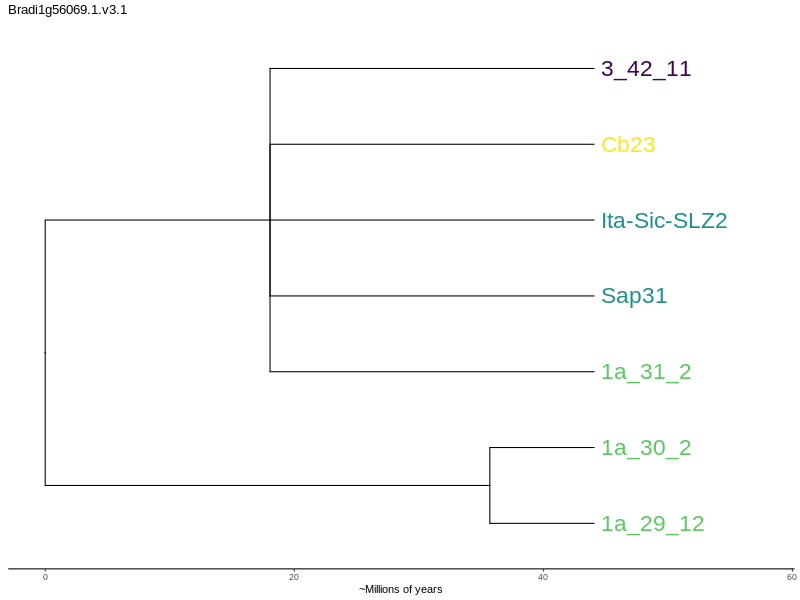 Bradi1g56069.1.v3.1
3_42_11
Cb23
Ita-Sic-SLZ2
Sap31
1a_31_2
1a_30_2
1a_29_12
0 20 40 60
~Millions of years